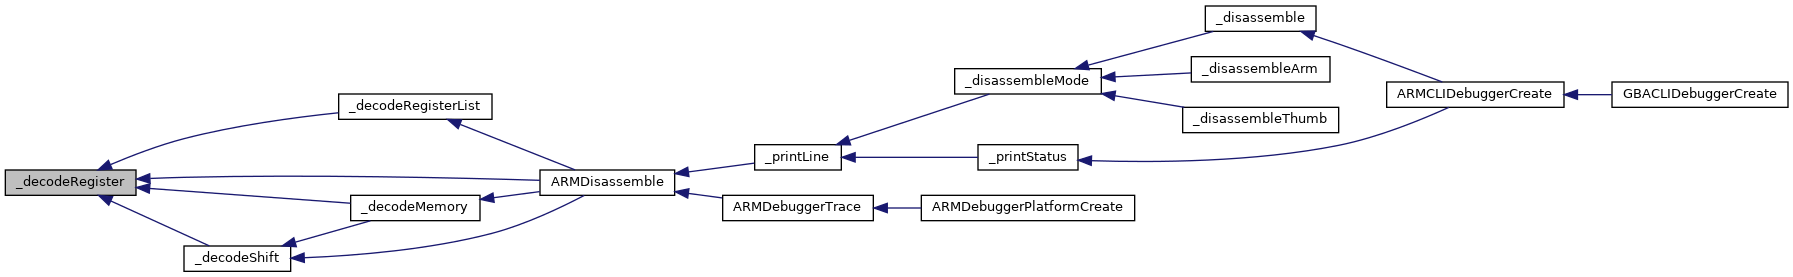 _decodeRegister
_decodeRegisterList
_decodeMemory
_decodeShift
ARMDisassemble
_printLine
ARMDebuggerTrace
_disassembleMode
_printStatus
ARMDebuggerPlatformCreate
_disassemble
_disassembleArm
_disassembleThumb
ARMCLIDebuggerCreate
GBACLIDebuggerCreate